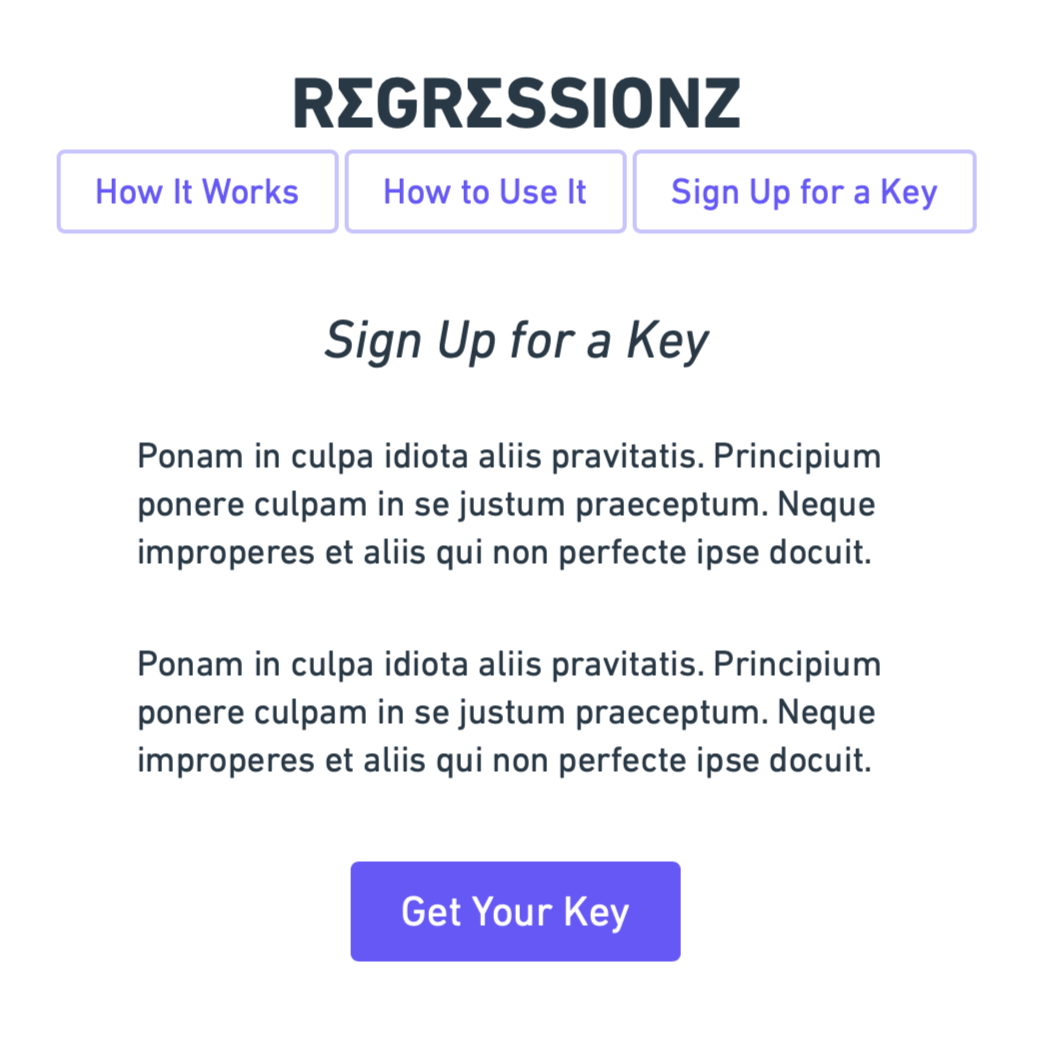 RΣGRΣSSIONZ
How It Works How to Use It Sign Up for a Key
Sign Up for a Key
Ponam in culpa idiota aliis pravitatis. Principium
ponere culpam in se justum praeceptum. Neque
improperes et aliis qui non perfecte ipse docuit.
Ponam in culpa idiota aliis pravitatis. Principium
ponere culpam in se justum praeceptum. Neque
improperes et aliis qui non perfecte ipse docuit.
Get Your Key